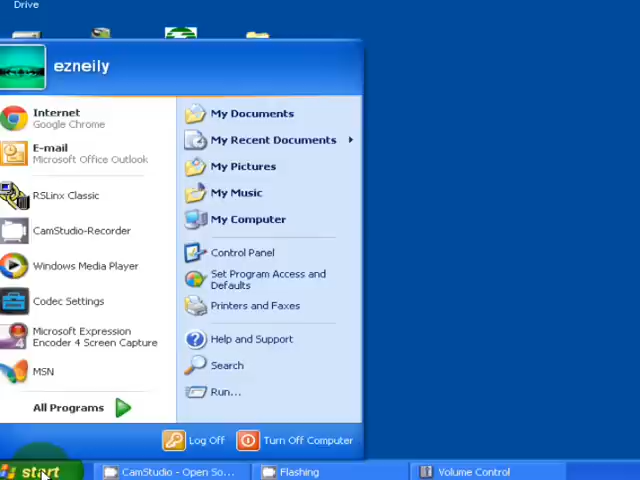 Drive
ezneily
Internet
Google Chrome
E-mail
Microsoft Office Outlook
RSLinx Classic
CamStudio-Recorder
Windows Media Player
Codec Settings
Microsoft Expression
Encoder 4 Screen Capture
MSN
All Programs
My Documents
My Recent Documents
My Pictures
My Music
My Computer
Control Panel
Set Program Access and
Defaults
Printers and Faxes
Help and Support
Search
Run...
Log Off
Turn Off Computer
start
CamStudio - Open So...
Flashing
Volume Control